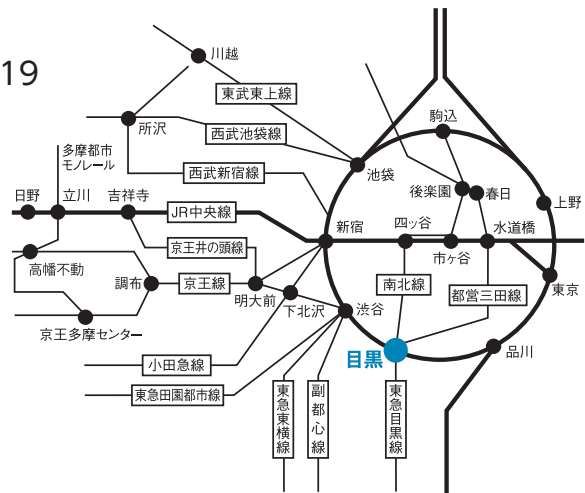 19
川越
東武東上線
駒込
所沢
西武池袋線
多摩都市
モノレール
池袋
西武新宿線
後楽園
春日
日野
立川
吉祥寺
上野
JR中央線
新宿
四ッ谷
水道橋
京王井の頭線
市ヶ谷
高幡不動
東京
調布
京王線
明大前
南北線
都営三田線
下北沢
渋谷
京王多摩センター
品川
目黒
小田急線
東急田園都市線
東急東横線
副都心線
東急目黒線